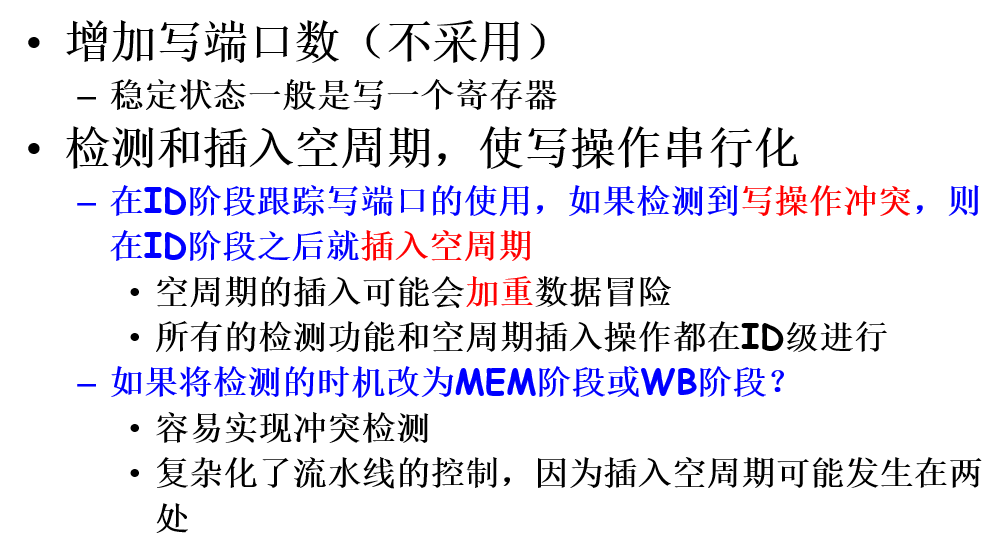 • 增加写端口数（不采用）
– 稳定状态一般是写一个寄存器
• 检测和插入空周期，使写操作串行化
– 在ID阶段跟踪写端口的使用，如果检测到写操作冲突，则
在ID阶段之后就插入空周期
• 空周期的插入可能会加重数据冒险
• 所有的检测功能和空周期插入操作都在ID级进行
– 如果将检测的时机改为MEM阶段或WB阶段？
• 容易实现冲突检测
• 复杂化了流水线的控制，因为插入空周期可能发生在两
处